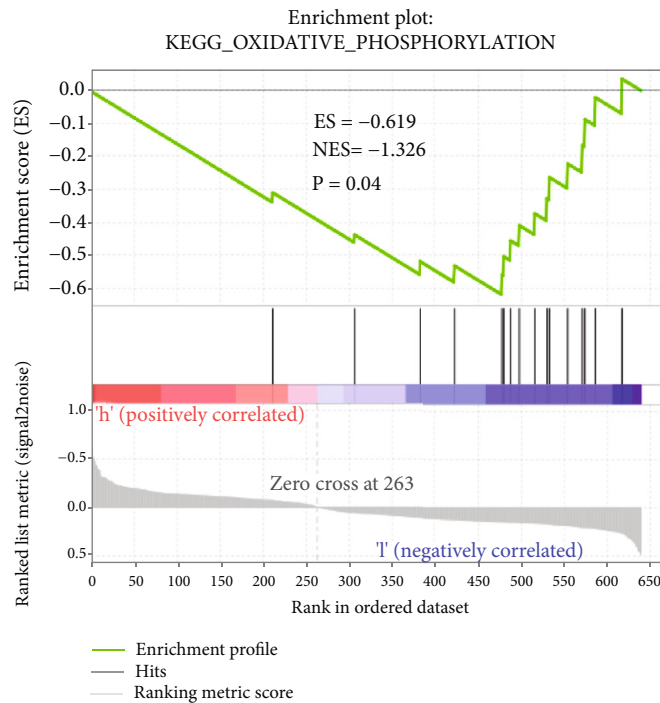 Enrichment plot:
KEGG_OXIDATIVE_PHOSPHORYLATION
Enrichment score (ES)
0.0
−0.1
−0.2
−0.3
−0.4
−0.5
−0.6
ES = −0.619
NES= −1.326
P = 0.04
Ranked list metric (signal2noise)
1.0
−0.5
0.0
0.5
'h' (positively correlated)
Zero cross at 263
'l' (negatively correlated)
0 50 100 150 200 250 300 350 400 450 500 550 600 650
Rank in ordered dataset
Enrichment profile
Hits
Ranking metric score